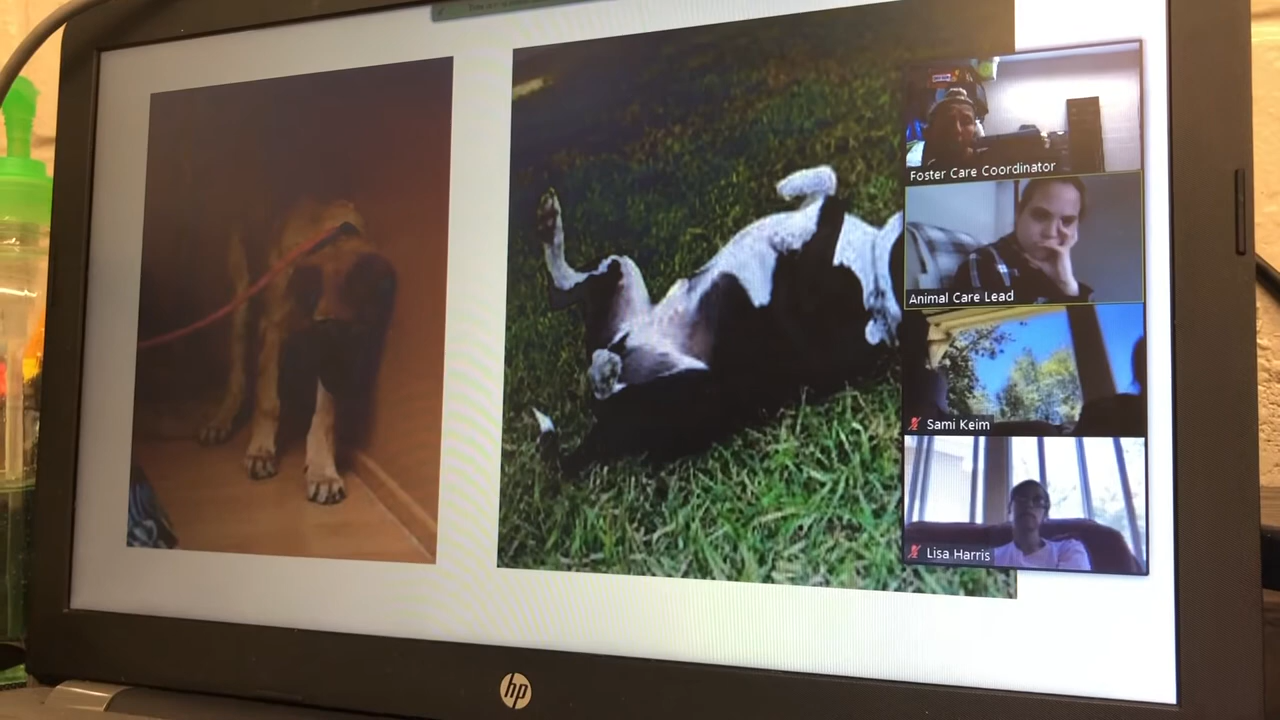 Foster Care Coordinator
Animal Care Lead
Sami Keim
Lisa Harris
hp